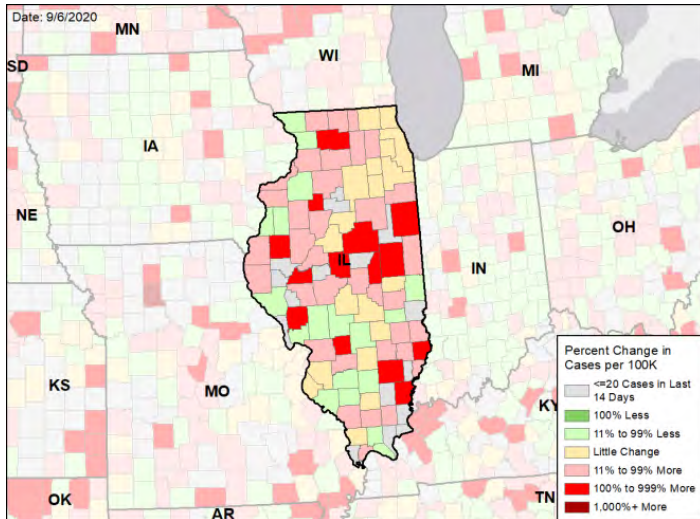 Date: 9/6/2020
MN
SD
WI
MI
IA
NE
IL
IN
OH
KS
MO
KY
OK
AR
TN
Percent Change in
Cases per 100K
<=20 Cases in Last
14 Days
100% Less
11% to 99% Less
Little Change
11% to 99% More
100% to 999% More
1,000%+ More